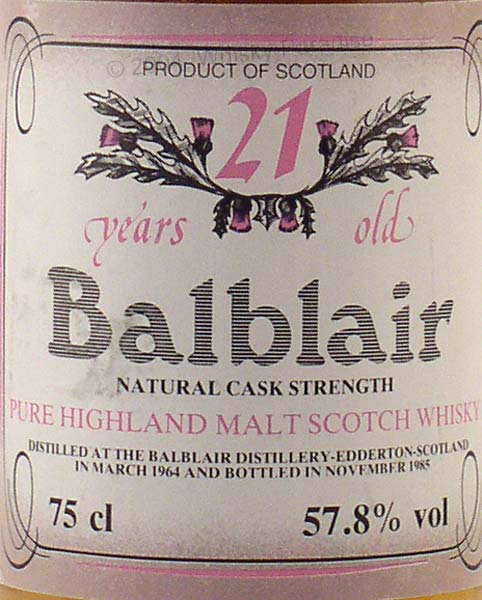 PRODUCT OF SCOTLAND
21
years old
Balblair
NATURAL CASK STRENGTH
PURE HIGHLAND MALT SCOTCH WHISKY
DISTILLED AT THE BALBLAIR DISTILLERY-EDDERTON-SCOTLAND
IN MARCH 1964 AND BOTTLED IN NOVEMBER 1985
75 cl 57.8% vol